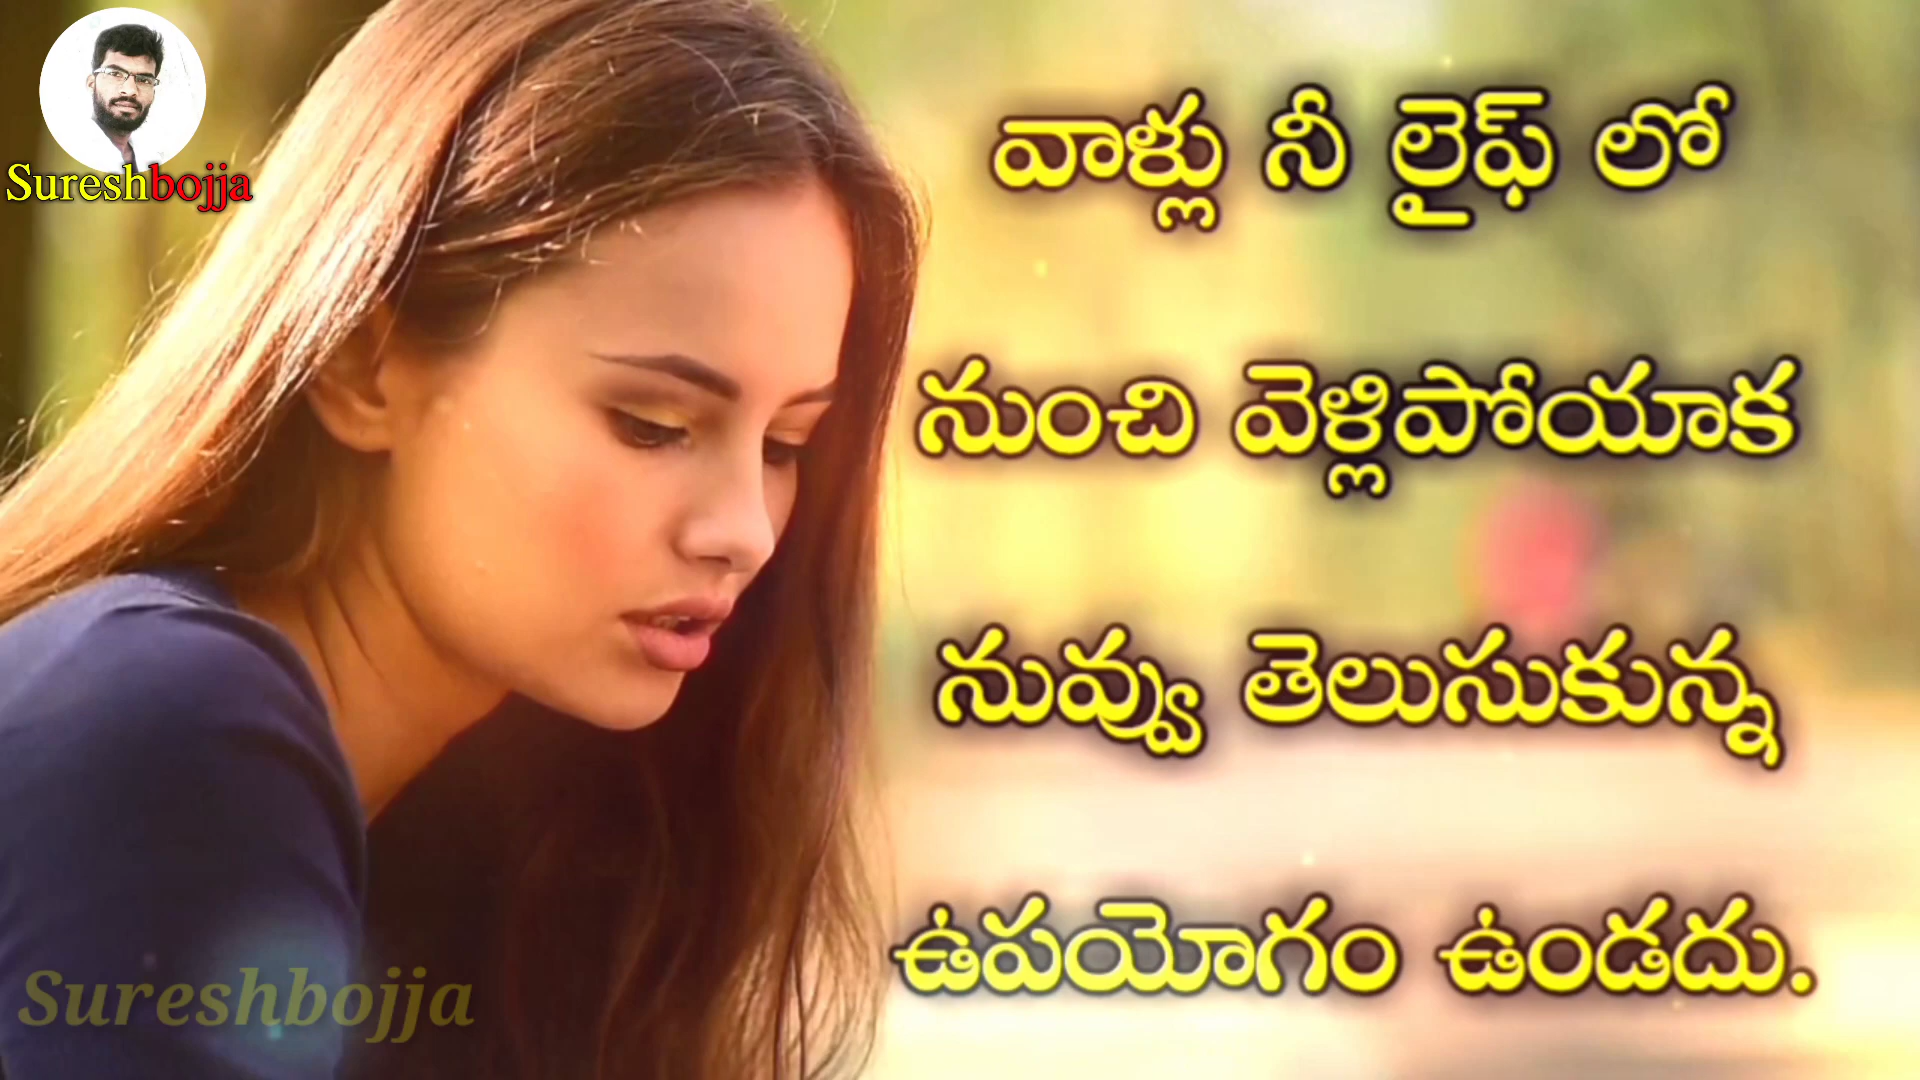 Sureshbojja
వాళ్లు నీ లైఫ్ లో
నుంచి వెళ్లిపోయాక
నువ్వు తెలుసుకున్న
ఉపయోగం ఉండదు.
Sureshbojja